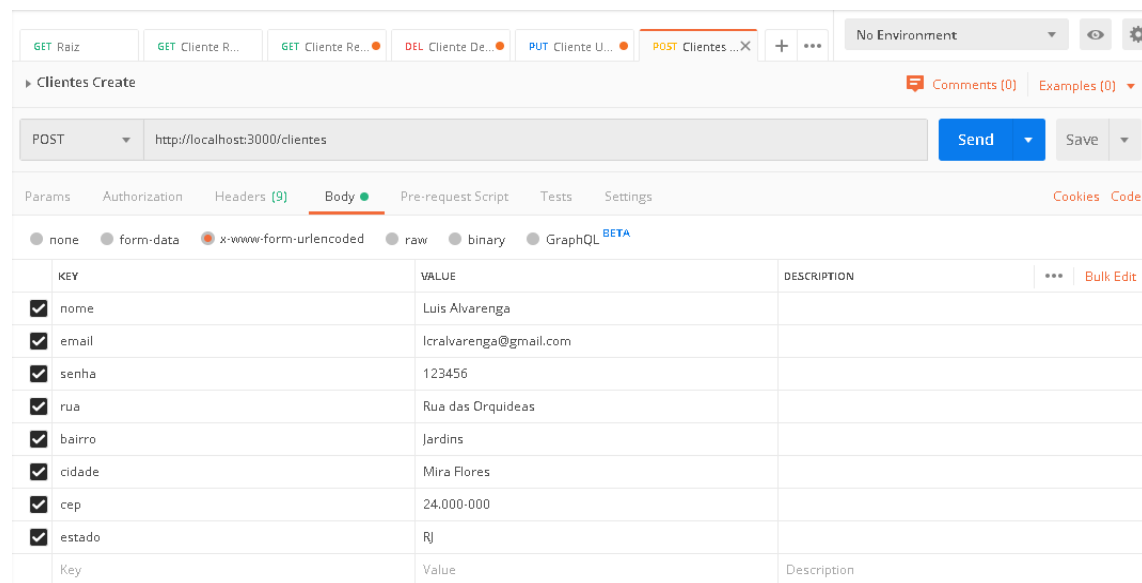 GET Raiz GET Cliente R... GET Cliente Re... DEL Cliente De... PUT Cliente U... POST Clientes ... + ••• No Environment
Clientes Create Comments (0) Examples (0)
POST http://localhost:3000/clientes Send Save
Params Authorization Headers (9) Body Pre-request Script Tests Settings Cookies Code
none form-data x-www-form-urlencoded raw binary GraphQL BETA
KEY VALUE DESCRIPTION ••• Bulk Edit
nome Luis Alvarenga
email lcralvarenga@gmail.com
senha 123456
rua Rua das Orquideas
bairro Jardins
cidade Mira Flores
cep 24.000-000
estado RJ
Key Value Description